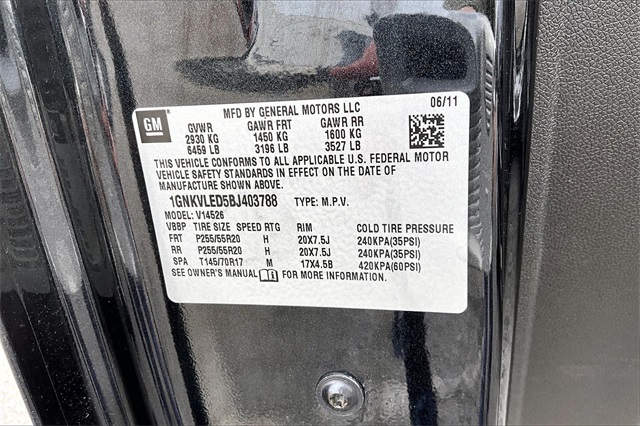 GM
MFD BY GENERAL MOTORS LLC 06/11
GVWR GAWR FRT GAWR RR
2930 KG 1450 KG 1600 KG
6459 LB 3196 LB 3527 LB
THIS VEHICLE CONFORMS TO ALL APPLICABLE U.S. FEDERAL MOTOR
VEHICLE SAFETY STANDARDS IN EFFECT ON THE DATE OF
MANUFACTURE SHOWN ABOVE.
1GNKVLED5BJ403788 TYPE: M.P.V.
MODEL: V14526
VBBP TIRE SIZE SPEED RTG RIM COLD TIRE PRESSURE
FRT P255/55R20 H 20X7.5J 240KPA(35PSI)
RR P255/55R20 H 20X7.5J 240KPA(35PSI)
SPA T145/70R17 M 17X4.5B 420KPA(60PSI)
SEE OWNER'S MANUAL FOR MORE INFORMATION.